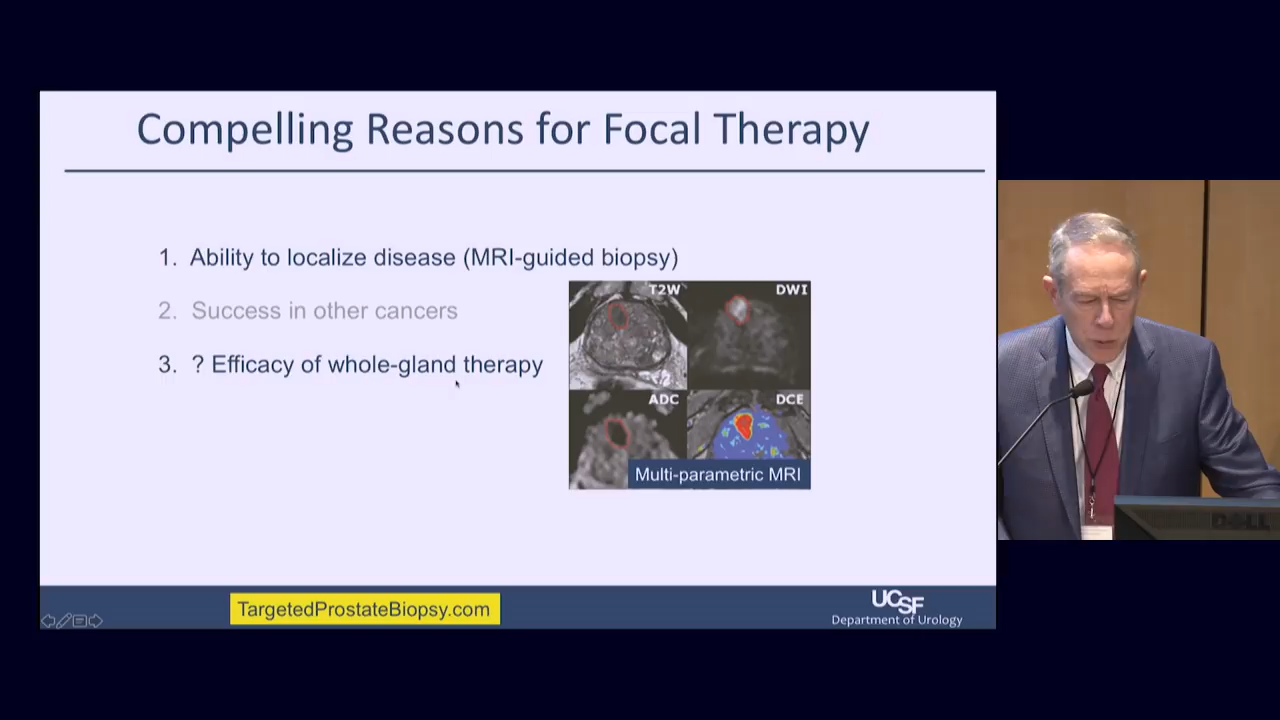 Compelling Reasons for Focal Therapy
1. Ability to localize disease (MRI-guided biopsy)
2. Success in other cancers
3. ? Efficacy of whole-gland therapy
T2W
DWI
ADC
DCE
Multi-parametric MRI
TargetedProstateBiopsy.com
UCSF
Department of Urology
DELL